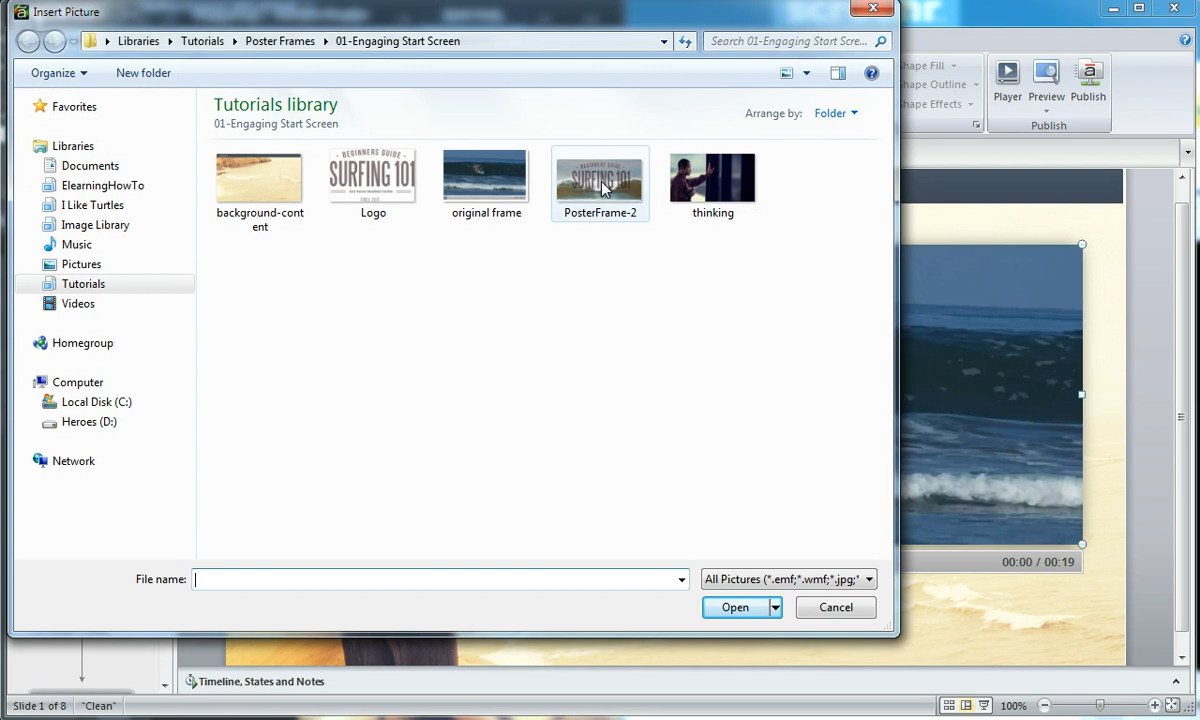 Insert Picture
Libraries Tutorials Poster Frames 01-Engaging Start Screen
Search 01-Engaging Start Scre...
Organize
New folder
Tutorials library
01-Engaging Start Screen
Arrange by: Folder
Favorites
Libraries
Documents
ElearningHowTo
I Like Turtles
Image Library
Music
Pictures
Tutorials
Videos
Homegroup
Computer
Local Disk (C:)
Heroes (D:)
Network
BEGINNERS GUIDE
SURFING 101
background-cont
ent
Logo
original frame
BEGINNERS GUIDE
SURFING 101
PosterFrame-2
thinking
File name:
All Pictures (*.emf;*.wmf;*.jpg;*
Open
Cancel
hape Fill
hape Outline
hape Effects
Player
Preview
Publish
Publish
00:00 / 00:19
Timeline, States and Notes
Slide 1 of 8
"Clean"
100%